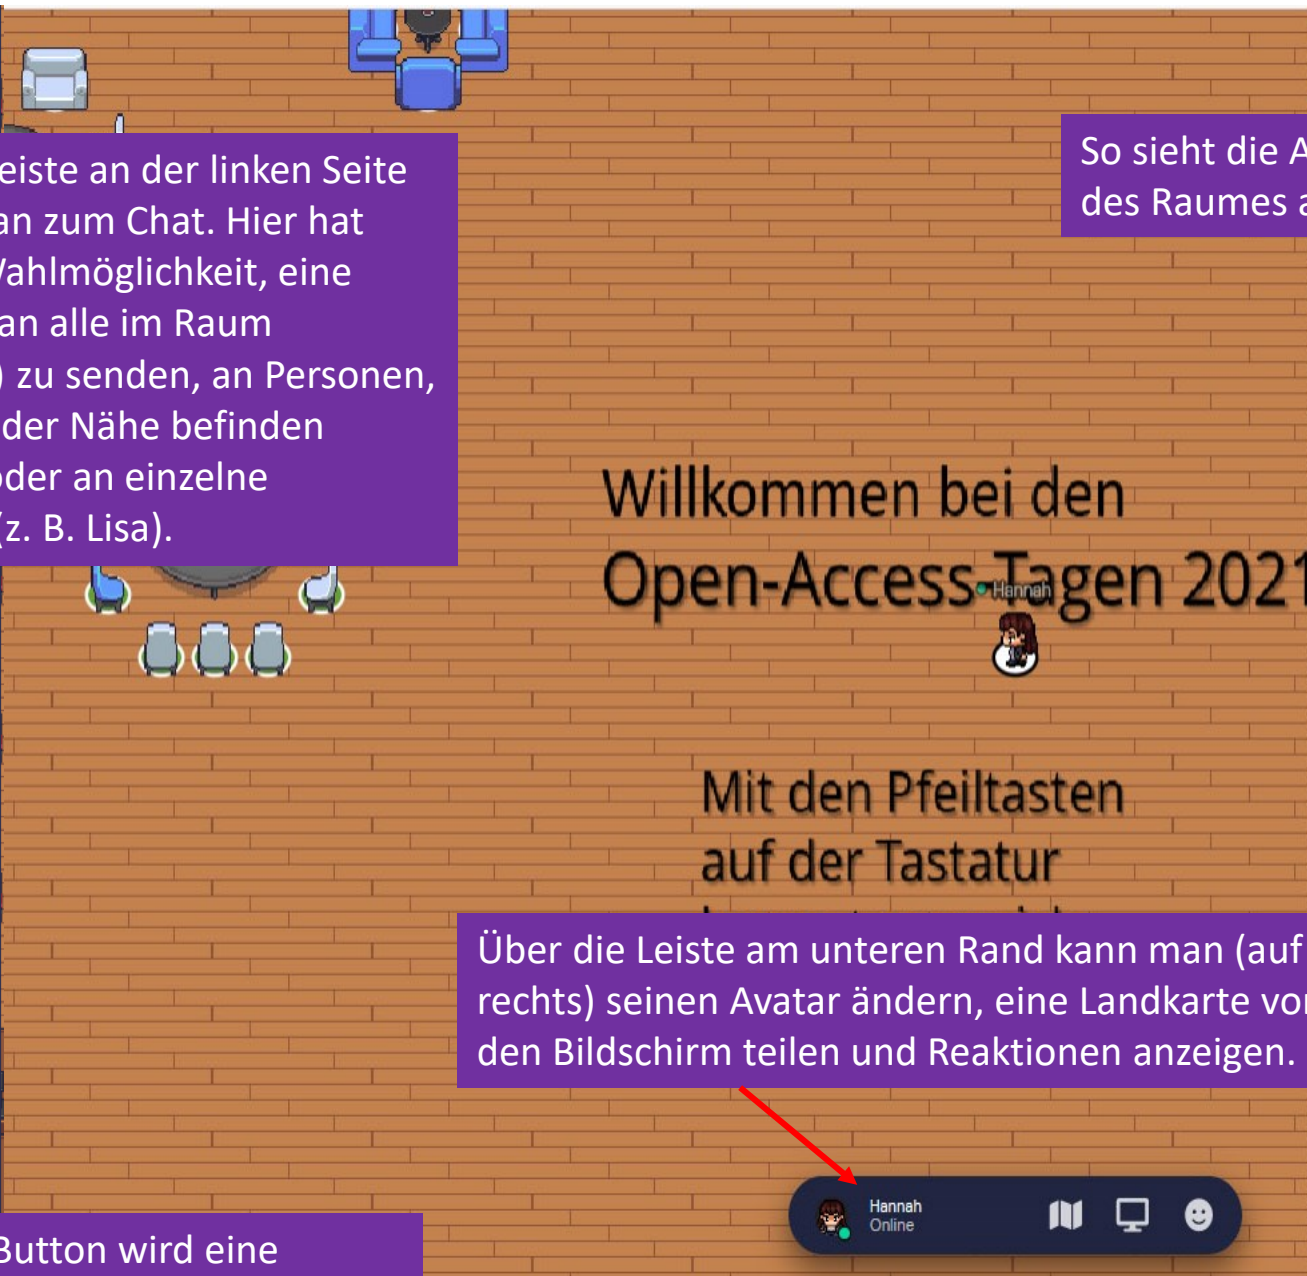 eiste an der linken Seite
an zum Chat. Hier hat
Wahlmöglichkeit, eine
an alle im Raum
) zu senden, an Personen,
der Nähe befinden
oder an einzelne
(z. B. Lisa).
So sieht die A
des Raumes a
Willkommen bei den
Open-Access-Tagen 2021
Hannah
Mit den Pfeiltasten
auf der Tastatur
Über die Leiste am unteren Rand kann man (auf
rechts) seinen Avatar ändern, eine Landkarte vo
den Bildschirm teilen und Reaktionen anzeigen.
Hannah
Online
Button wird eine